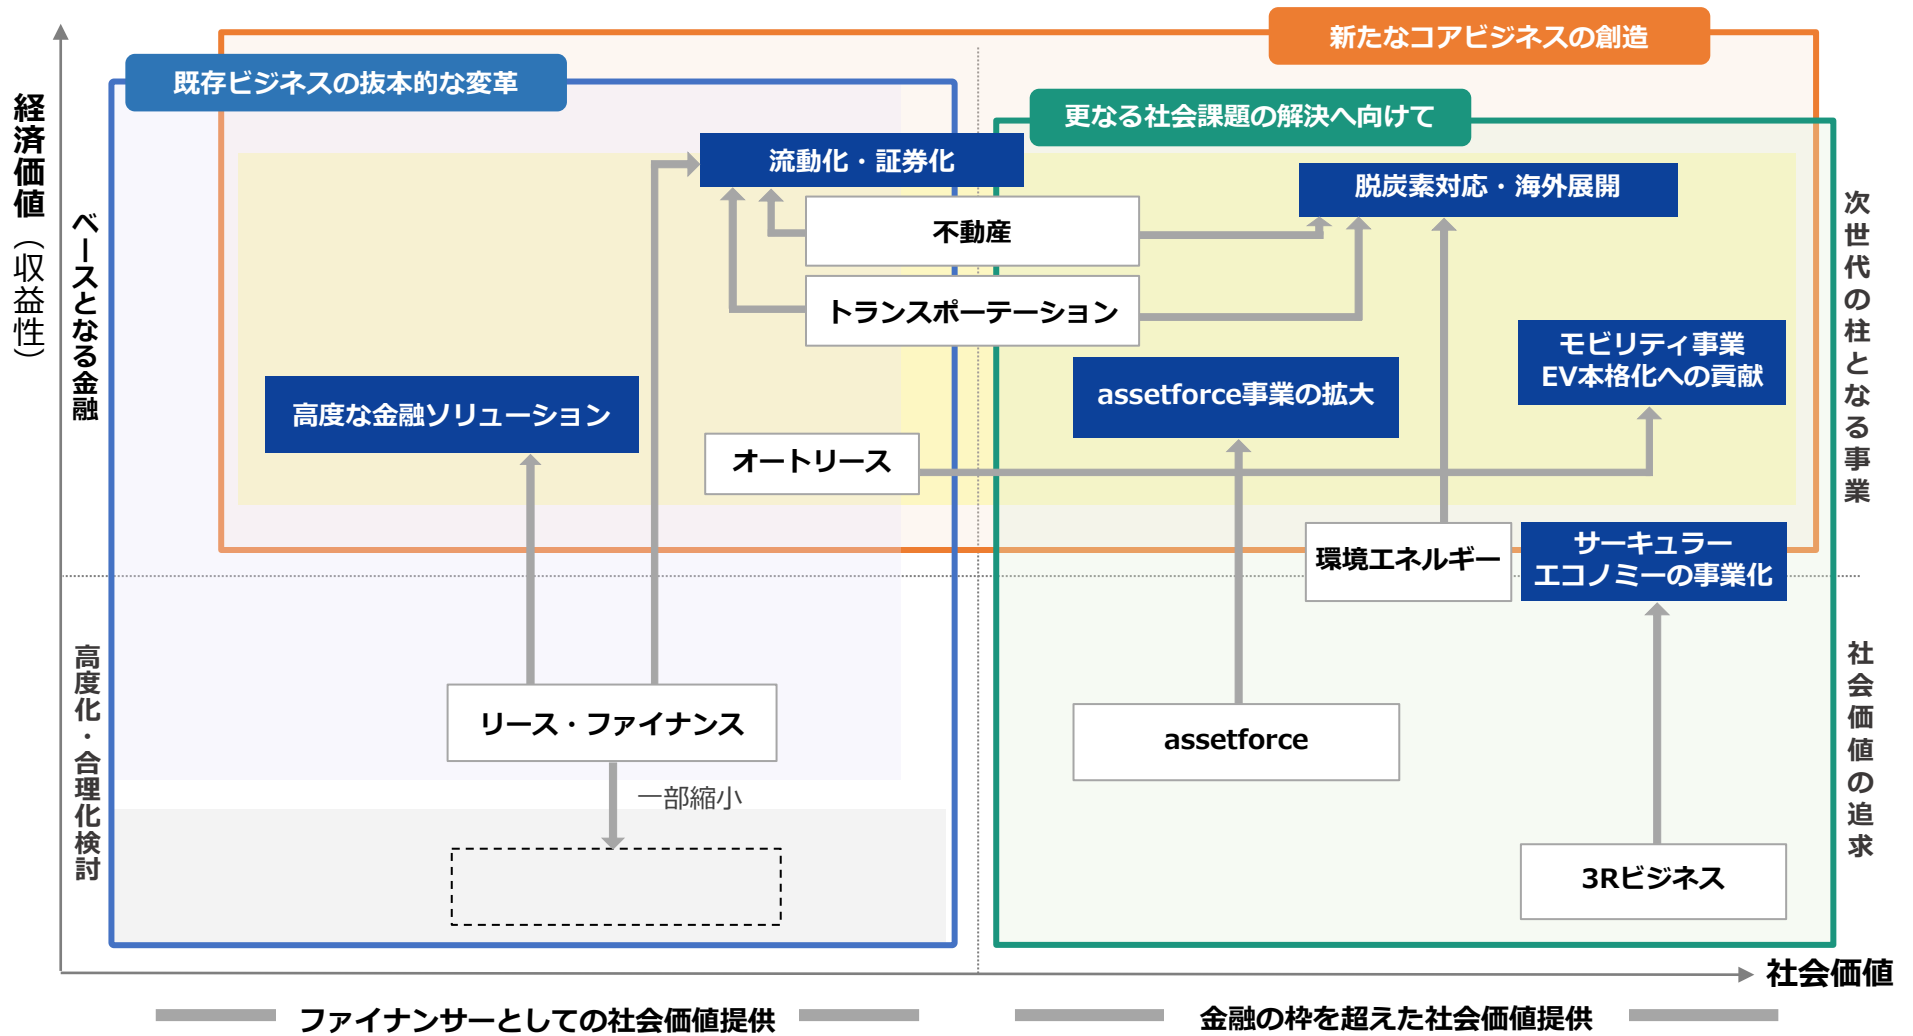 新たなコアビジネスの創造
既存ビジネスの抜本的な変革
更なる社会課題の解決へ向けて
経済価値（収益性）
ベースとなる金融
流動化・証券化
脱炭素対応・海外展開
不動産
トランスポーテーション
モビリティ事業
EV本格化への貢献
assetforce事業の拡大
高度な金融ソリューション
オートリース
次世代の柱となる事業
環境エネルギー
サーキュラー
エコノミーの事業化
高度化・合理化検討
リース・ファイナンス
assetforce
社会価値の追求
一部縮小
3Rビジネス
社会価値
ファイナンサーとしての社会価値提供
金融の枠を超えた社会価値提供